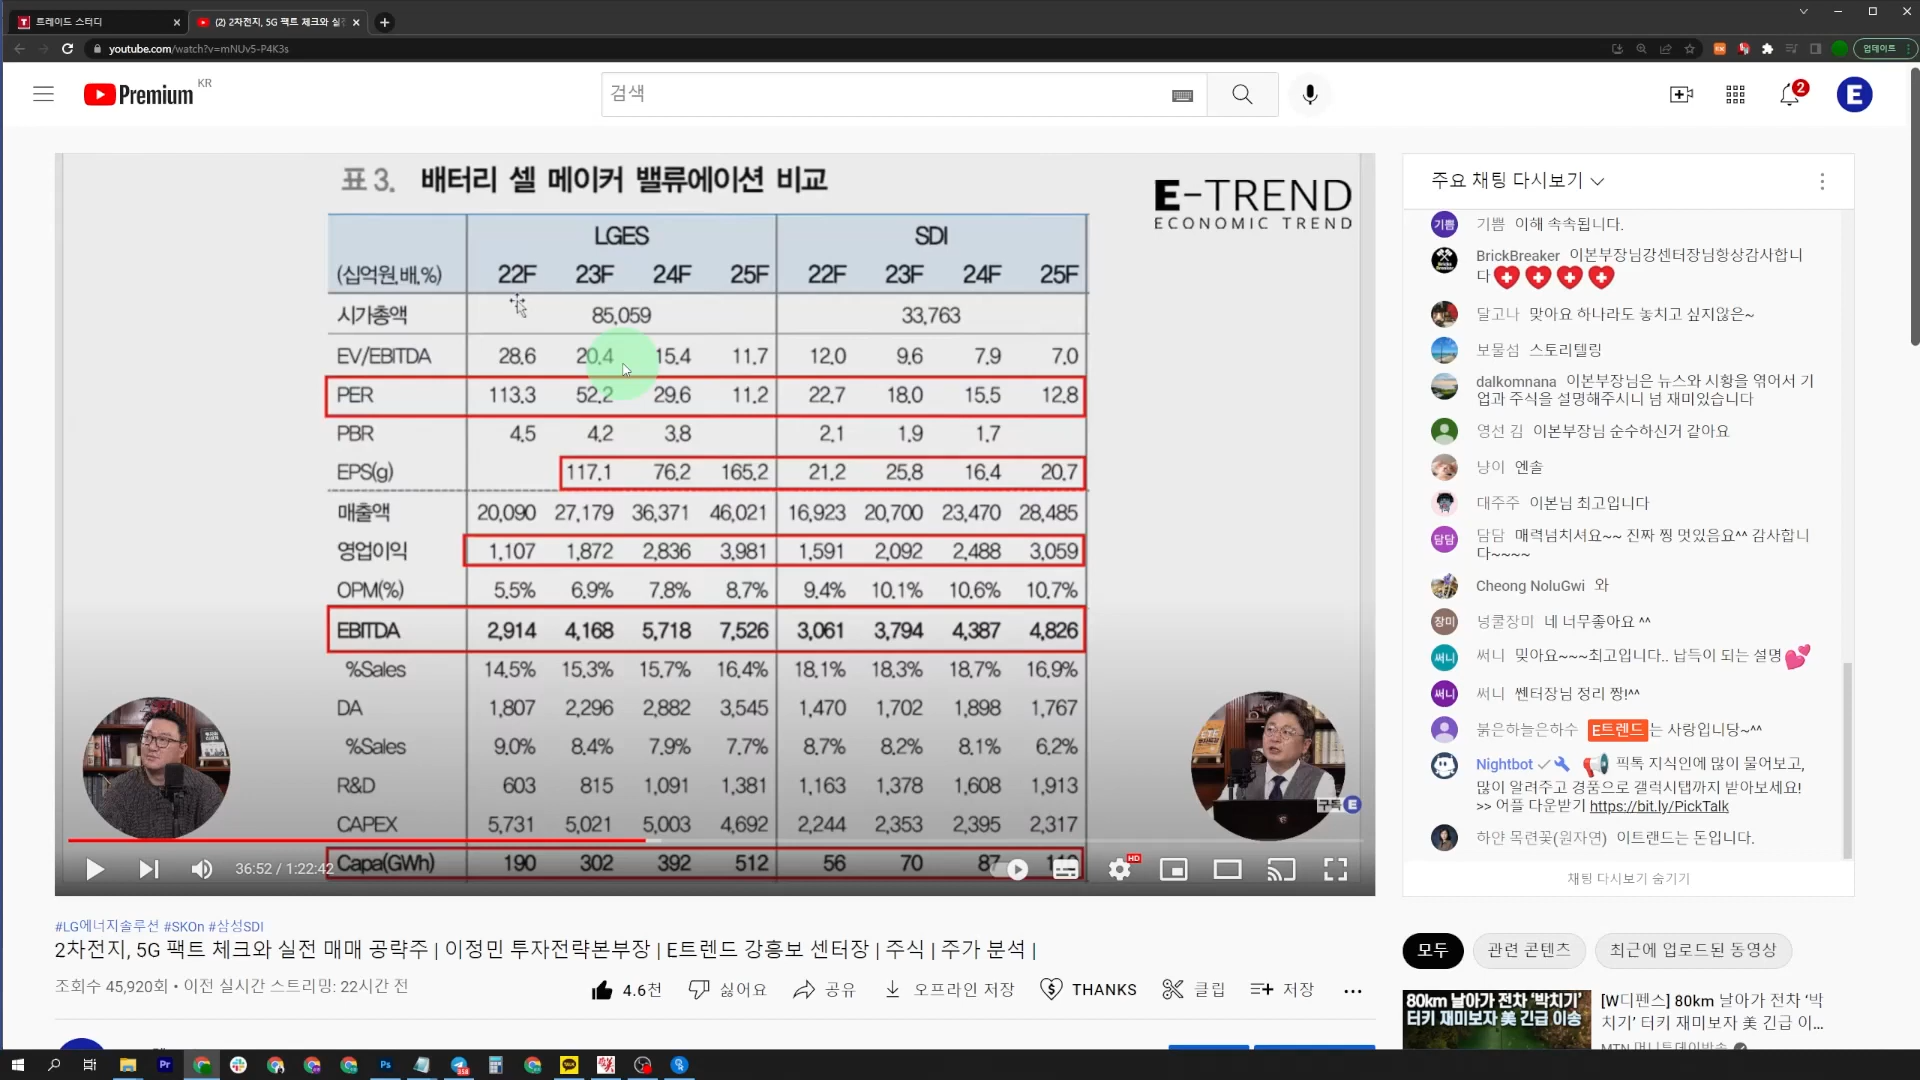 트레이드 스터디
(2) 2차전지, 5G 팩트 체크와 실전
youtube.com/watch?v=mNUv5-P4K3s
업데이트
Premium KR
검색
2
E
표 3. 배터리 셀 메이커 밸류에이션 비교
E-TREND
ECONOMIC TREND
LGES SDI
(십억원,배,%) 22F 23F 24F 25F 22F 23F 24F 25F
시가총액 85,059 33,763
EV/EBITDA 28.6 20.4 15.4 11.7 12.0 9.6 7.9 7.0
PER 113.3 52.2 29.6 11.2 22.7 18.0 15.5 12.8
PBR 4.5 4.2 3.8 2.1 1.9 1.7
EPS(g) 117.1 76.2 165.2 21.2 25.8 16.4 20.7
매출액 20,090 27,179 36,371 46,021 16,923 20,700 23,470 28,485
영업이익 1,107 1,872 2,836 3,981 1,591 2,092 2,488 3,059
OPM(%) 5.5% 6.9% 7.8% 8.7% 9.4% 10.1% 10.6% 10.7%
EBITDA 2,914 4,168 5,718 7,526 3,061 3,794 4,387 4,826
%Sales 14.5% 15.3% 15.7% 16.4% 18.1% 18.3% 18.7% 16.9%
DA 1,807 2,296 2,882 3,545 1,470 1,702 1,898 1,767
%Sales 9.0% 8.4% 7.9% 7.7% 8.7% 8.2% 8.1% 6.2%
R&D 603 815 1,091 1,381 1,163 1,378 1,608 1,913
CAPEX 5,731 5,021 5,003 4,692 2,244 2,353 2,395 2,317
Capa(GWh) 190 302 392 512 56 70 87
구독 E
36:52 / 1:22:42
HD
#LG에너지솔루션 #SKOn #삼성SDI
2차전지, 5G 팩트 체크와 실전 매매 공략주 | 이정민 투자전략본부장 | E트렌드 강흥보 센터장 | 주식 | 주가 분석 |
조회수 45,920회 • 이전 실시간 스트리밍: 22시간 전
4.6천 싫어요 공유 오프라인 저장 THANKS 클립 저장
주요 채팅 다시보기
기쁨 기쁨 이해 속속됩니다.
BrickBreaker 이본부장님강센터장님항상감사합니
다
달고나 맞아요 하나라도 놓치고 싶지않은~
보물섬 스토리텔링
dalkomnana 이본부장님은 뉴스와 시황을 엮어서 기
업과 주식을 설명해주시니 넘 재미있습니다
영선 김 이본부장님 순수하신거 같아요
냥이 엔솔
대주주 이본님 최고입니다
담담 담담 매력넘치셔요~~ 진짜 찡 멋있음요^^ 감사합니
다~~~~
Cheong NoluGwi 와
장미 넝쿨장미 네 너무좋아요 ^^
써니 써니 밎아요~~~최고입니다.. 납득이 되는 설명
써니 써니 쎈터장님 정리 짱!^^
붉은하늘은하수 E트렌드는 사랑입니당~^^
Nightbot 픽톡 지식인에 많이 물어보고,
많이 알려주고 경품으로 갤럭시탭까지 받아보세요!
>> 어플 다운받기 https://bit.ly/PickTalk
하얀 목련꽃(원자연) 이트랜드는 돈입니다.
채팅 다시보기 숨기기
모두 관련 콘텐츠 최근에 업로드된 동영상
80km 날아가 전차 ‘박치기’
터키 재미보자 美 긴급 이송
[W디펜스] 80km 날아가 전차 ‘박
치기’ 터키 재미보자 美 긴급 이...
MTN 머니투데이방송
Pr
Ps